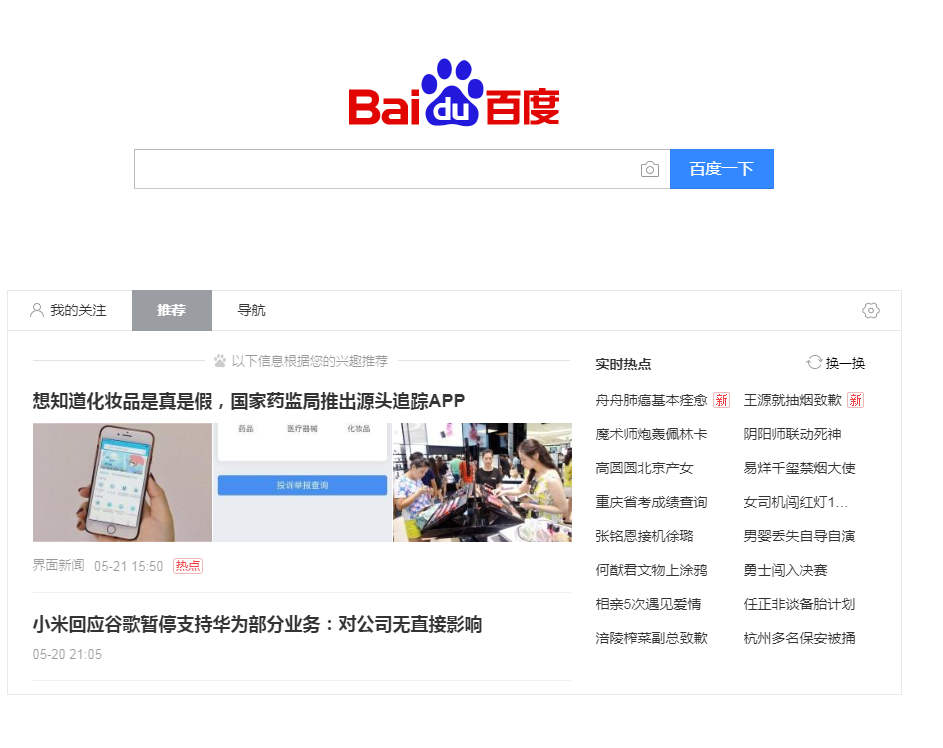 Bai du 百度
百度一下
我的关注 推荐 导航
以下信息根据您的兴趣推荐
想知道化妆品是真是假，国家药监局推出源头追踪APP
药品 医疗器械 化妆品
投诉举报查询
界面新闻 05-21 15:50 热点
小米回应谷歌暂停支持华为部分业务：对公司无直接影响
05-20 21:05
实时热点 换一换
舟舟肺癌基本痊愈 新 王源就抽烟致歉 新
魔术师炮轰佩林卡 阴阳师联动死神
高圆圆北京产女 易烊千玺禁烟大使
重庆省考成绩查询 女司机闯红灯1...
张铭恩接机徐璐 男婴丢失自导自演
何猷君文物上涂鸦 勇士闯入决赛
相亲5次遇见爱情 任正非谈备胎计划
涪陵榨菜副总致歉 杭州多名保安被捅